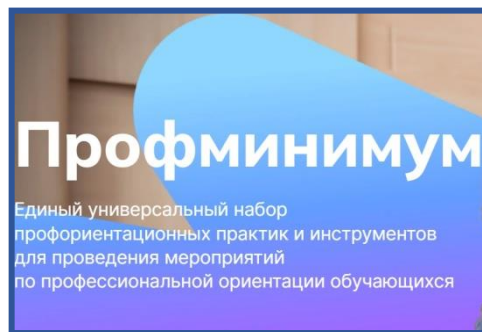 Профминимум
Единый универсальный набор
профориентационных практик и инструментов
для проведения мероприятий
по профессиональной ориентации обучающихся